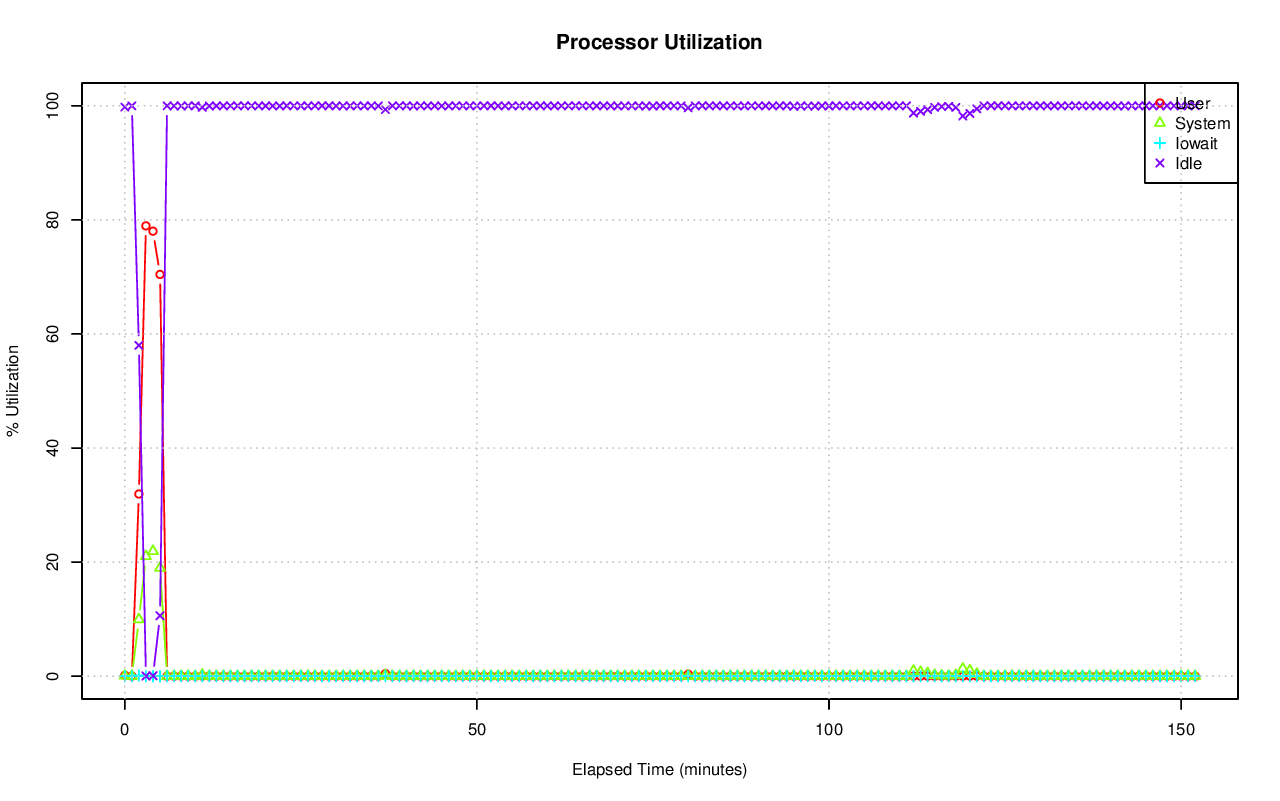 Processor Utilization
100
80
60
40
20
0
% Utilization
User
System
Iowait
Idle
0 50 100 150
Elapsed Time (minutes)